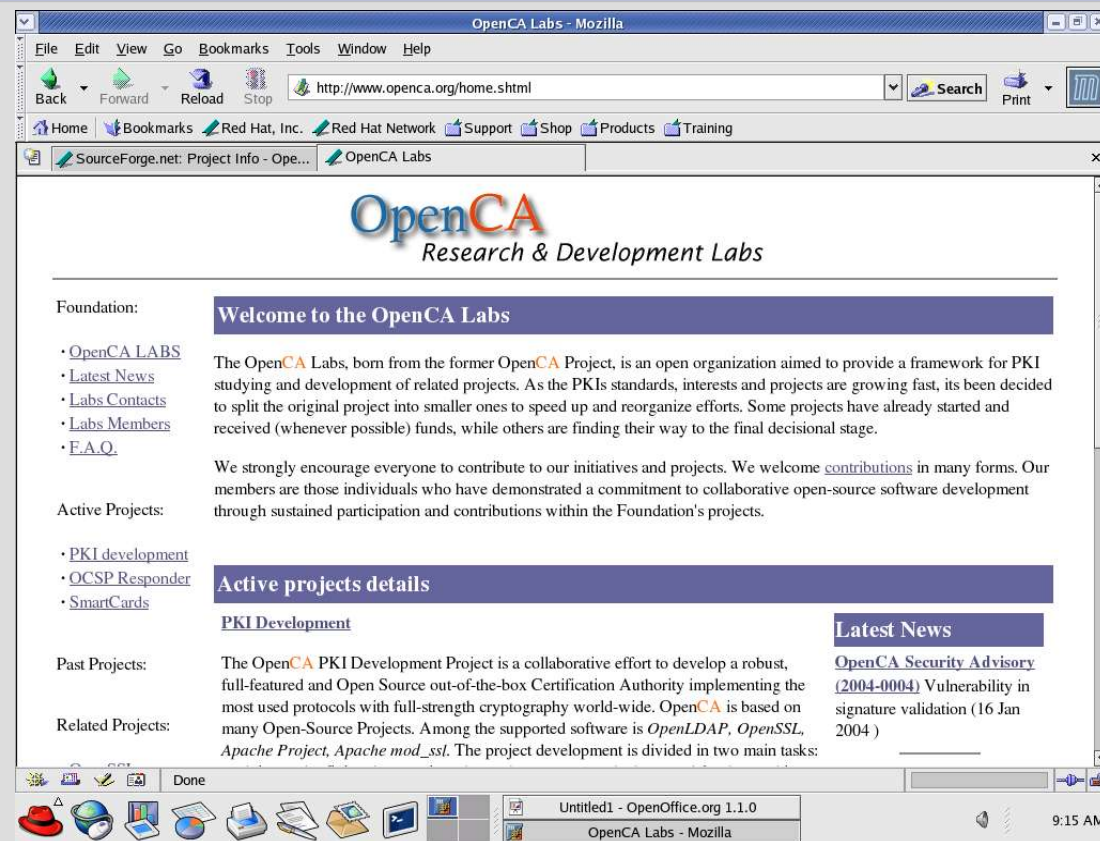 OpenCA Labs - Mozilla
File Edit View Go Bookmarks Tools Window Help
Back Forward Reload Stop http://www.openca.org/home.shtml Search Print
Home Bookmarks Red Hat, Inc. Red Hat Network Support Shop Products Training
SourceForge.net: Project Info - Ope... OpenCA Labs
OpenCA
Research & Development Labs
Foundation:
· OpenCA LABS
· Latest News
· Labs Contacts
· Labs Members
· F.A.Q.
Active Projects:
· PKI development
· OCSP Responder
· SmartCards
Past Projects:
Related Projects:
Welcome to the OpenCA Labs
The OpenCA Labs, born from the former OpenCA Project, is an open organization aimed to provide a framework for PKI
studying and development of related projects. As the PKIs standards, interests and projects are growing fast, its been decided
to split the original project into smaller ones to speed up and reorganize efforts. Some projects have already started and
received (whenever possible) funds, while others are finding their way to the final decisional stage.
We strongly encourage everyone to contribute to our initiatives and projects. We welcome contributions in many forms. Our
members are those individuals who have demonstrated a commitment to collaborative open-source software development
through sustained participation and contributions within the Foundation's projects.
Active projects details
PKI Development
The OpenCA PKI Development Project is a collaborative effort to develop a robust,
full-featured and Open Source out-of-the-box Certification Authority implementing the
most used protocols with full-strength cryptography world-wide. OpenCA is based on
many Open-Source Projects. Among the supported software is OpenLDAP, OpenSSL,
Apache Project, Apache mod_ssl. The project development is divided in two main tasks:
Latest News
OpenCA Security Advisory
(2004-0004) Vulnerability in
signature validation (16 Jan
2004 )
Done
Untitled1 - OpenOffice.org 1.1.0
OpenCA Labs - Mozilla
9:15 AM